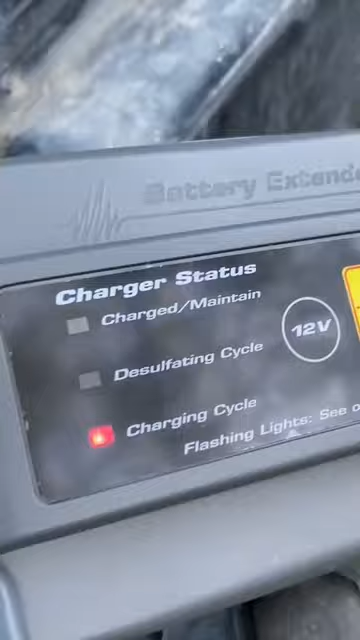 Battery Extende
Charger Status
Charged/Maintain
12V
Desulfating Cycle
Charging Cycle
Flashing Lights: See o